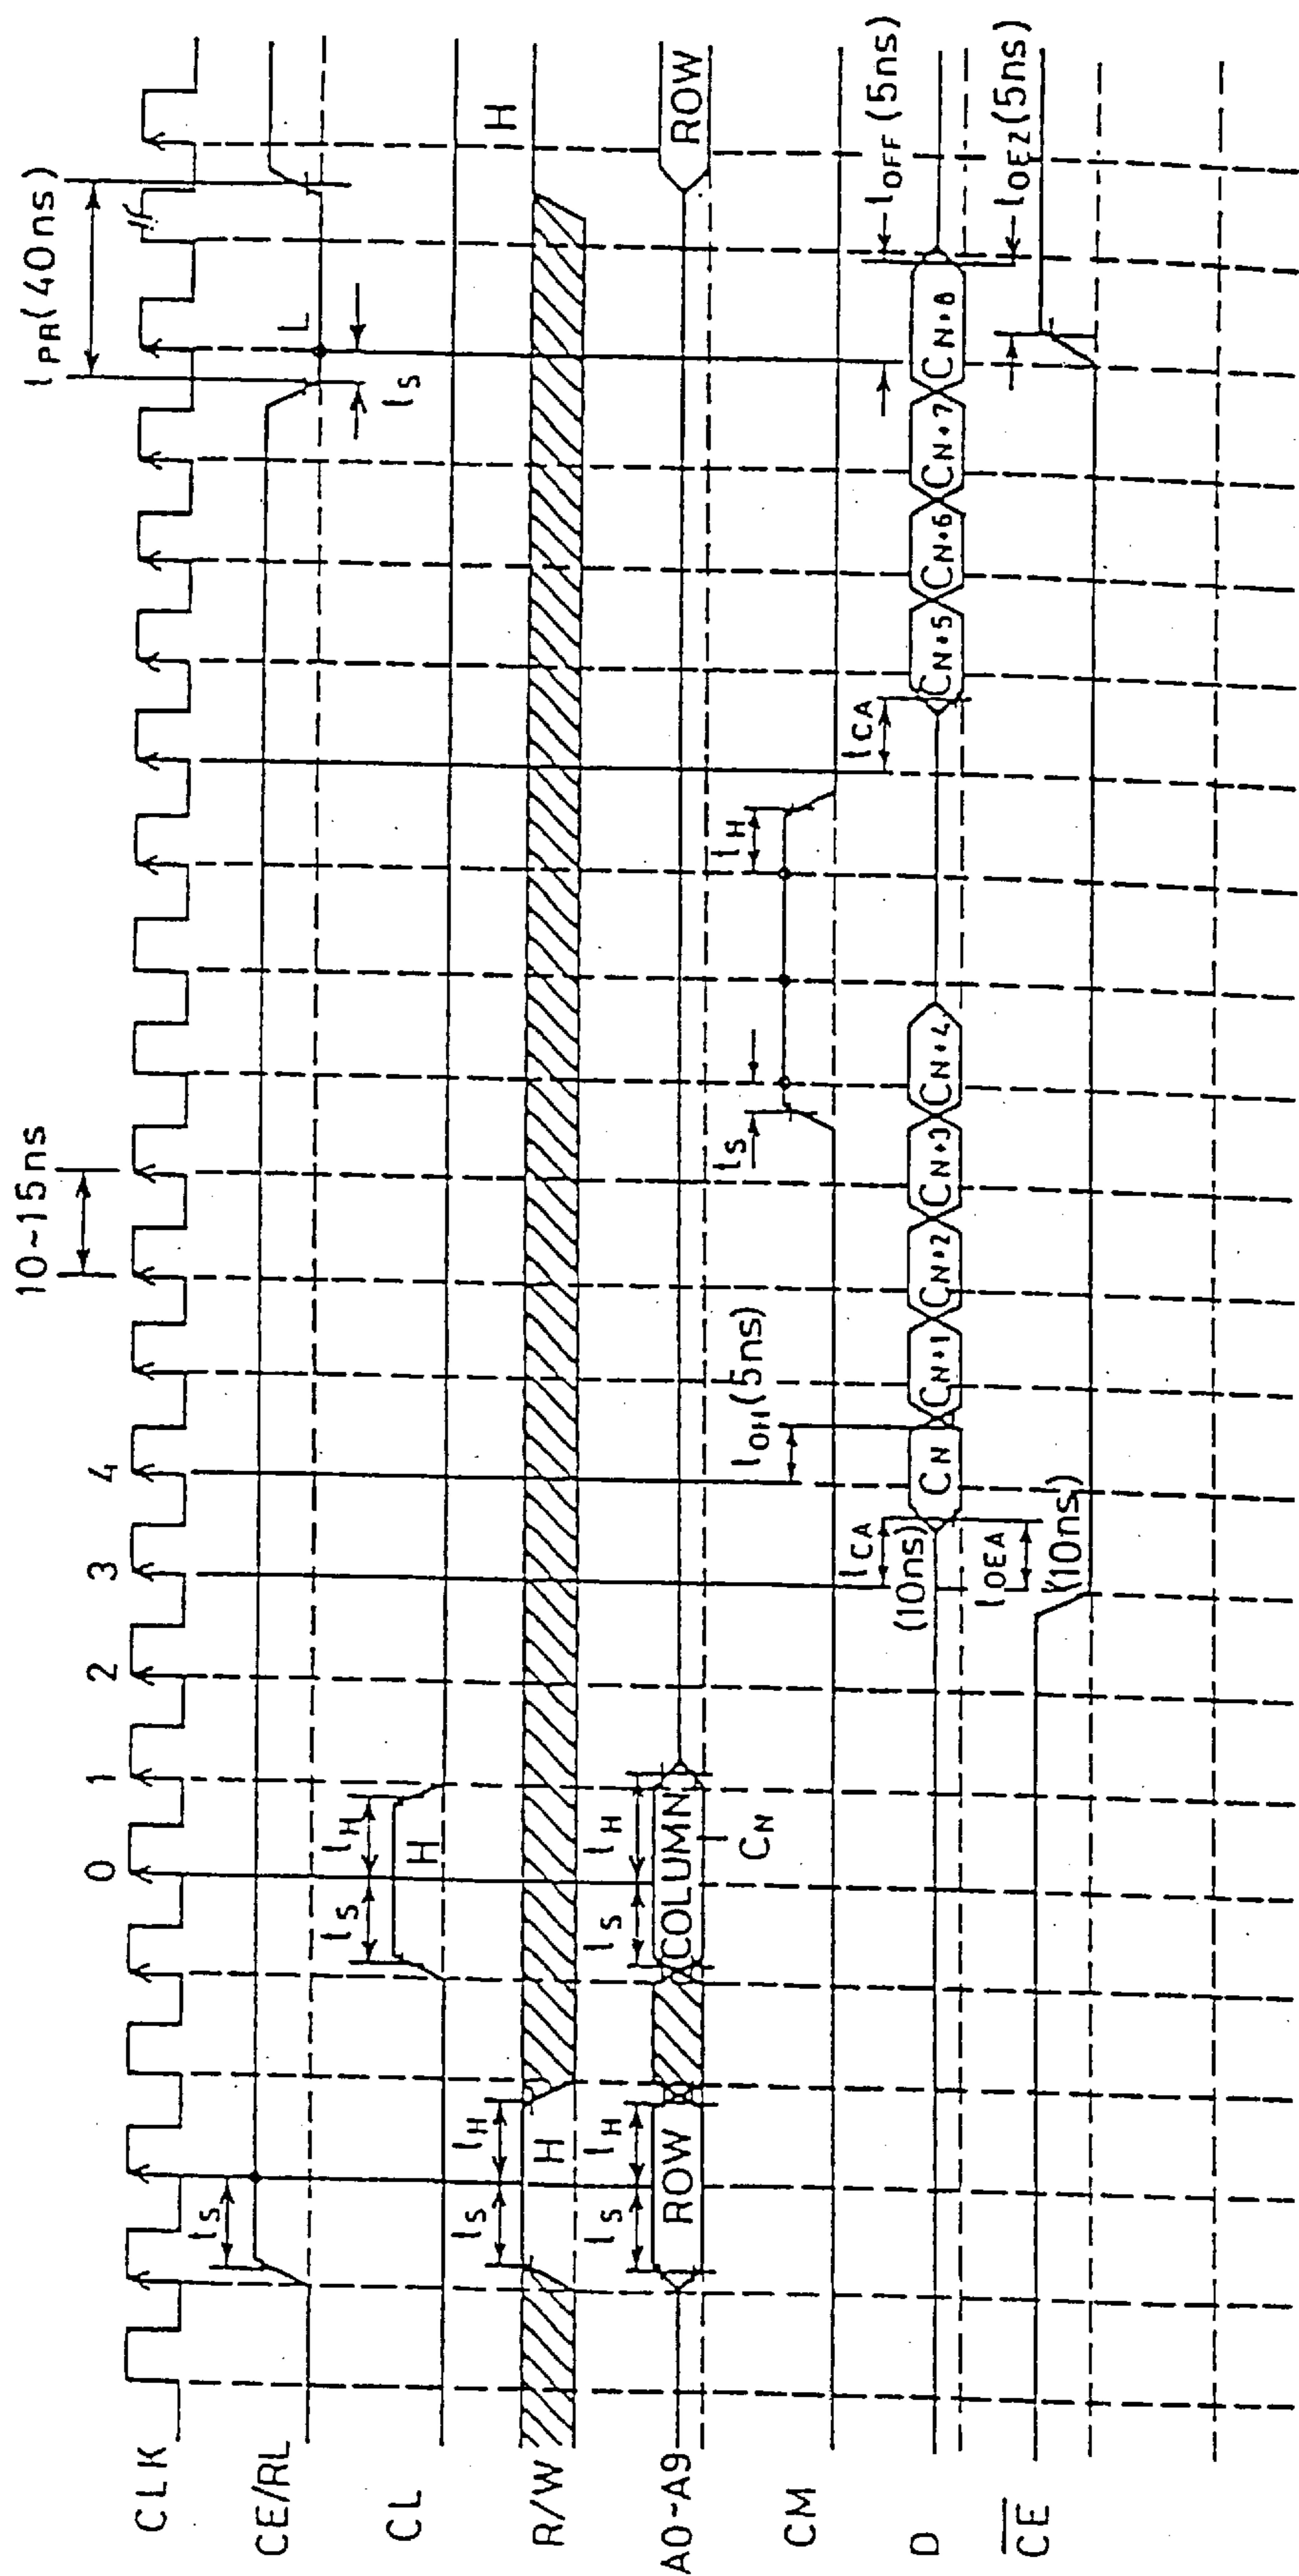 10~15ns
tPR(40ns)
0 1 2 3 4
CLK
CE/RL
tS
L
tS
CL
tS
tH
H
R/W
tS
tH
H
H
A0~A9
tS
tH
ROW
tS
tH
COLUMN
CN
ROW
CM
tOH(5ns)
tS
tH
D
tCA
(10ns)
CN CN+1 CN+2 CN+3 CN+4
tCA
CN+5 CN+6 CN+7 CN+8
tOFF(5ns)
C̅E̅
tOEA
(10ns)
tOEZ(5ns)